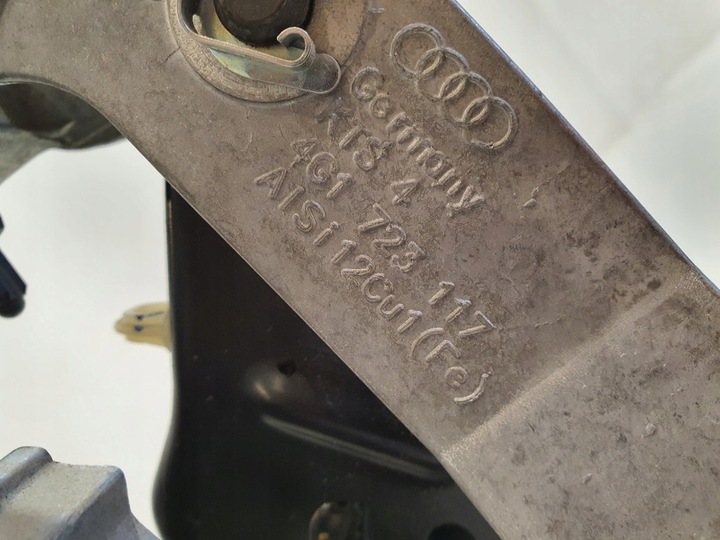 Germany
KTS 4
4G1 723 117
AlSi12Cu1(Fe)